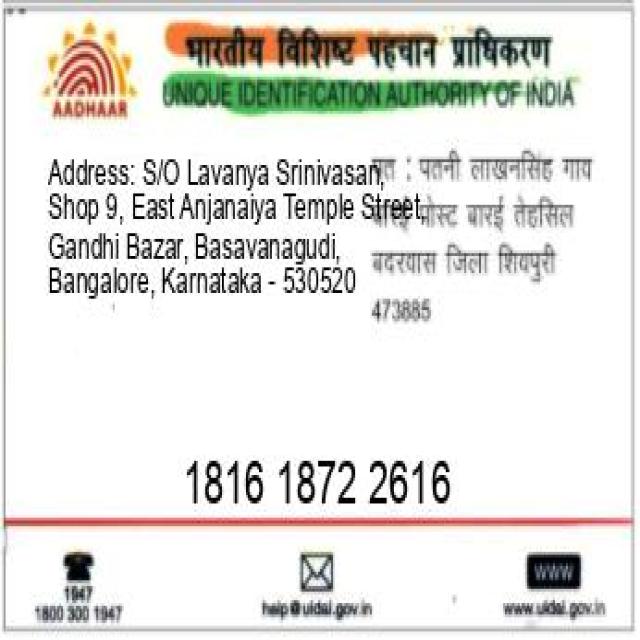 भारतीय विशिष्ट पहचान प्राधिकरण
AADHAAR
UNIQUE IDENTIFICATION AUTHORITY OF INDIA
Address: S/O Lavanya Srinivasan,
Shop 9, East Anjanaiya Temple Street,
Gandhi Bazar, Basavanagudi,
Bangalore, Karnataka - 530520
: पतनी लाखनसिंह गाव
पोस्ट बारई तेहसिल
बदरवास जिला शिवपुरी
473885
1816 1872 2616
1947
1800 300 1947
help@uidai.gov.in
WWW
www.uidai.gov.in